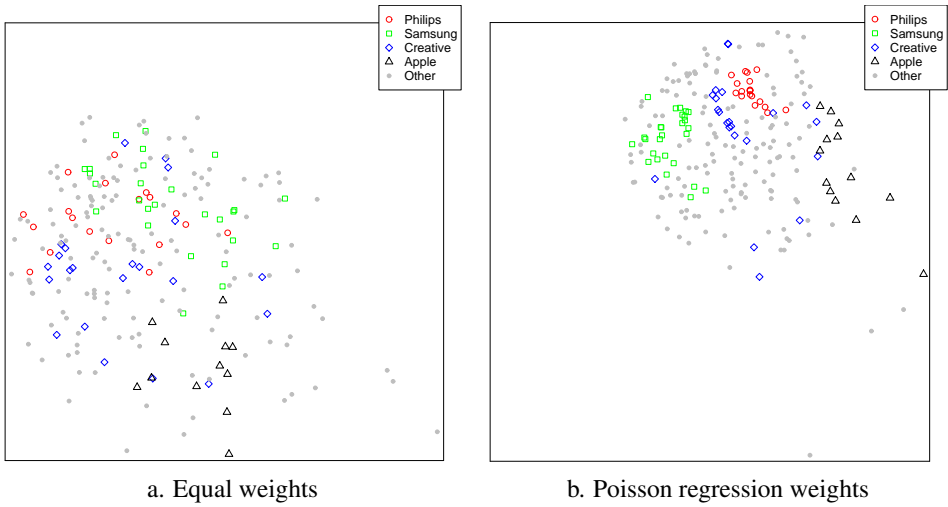 Philips
Samsung
Creative
Apple
Other
Philips
Samsung
Creative
Apple
Other
a. Equal weights
b. Poisson regression weights